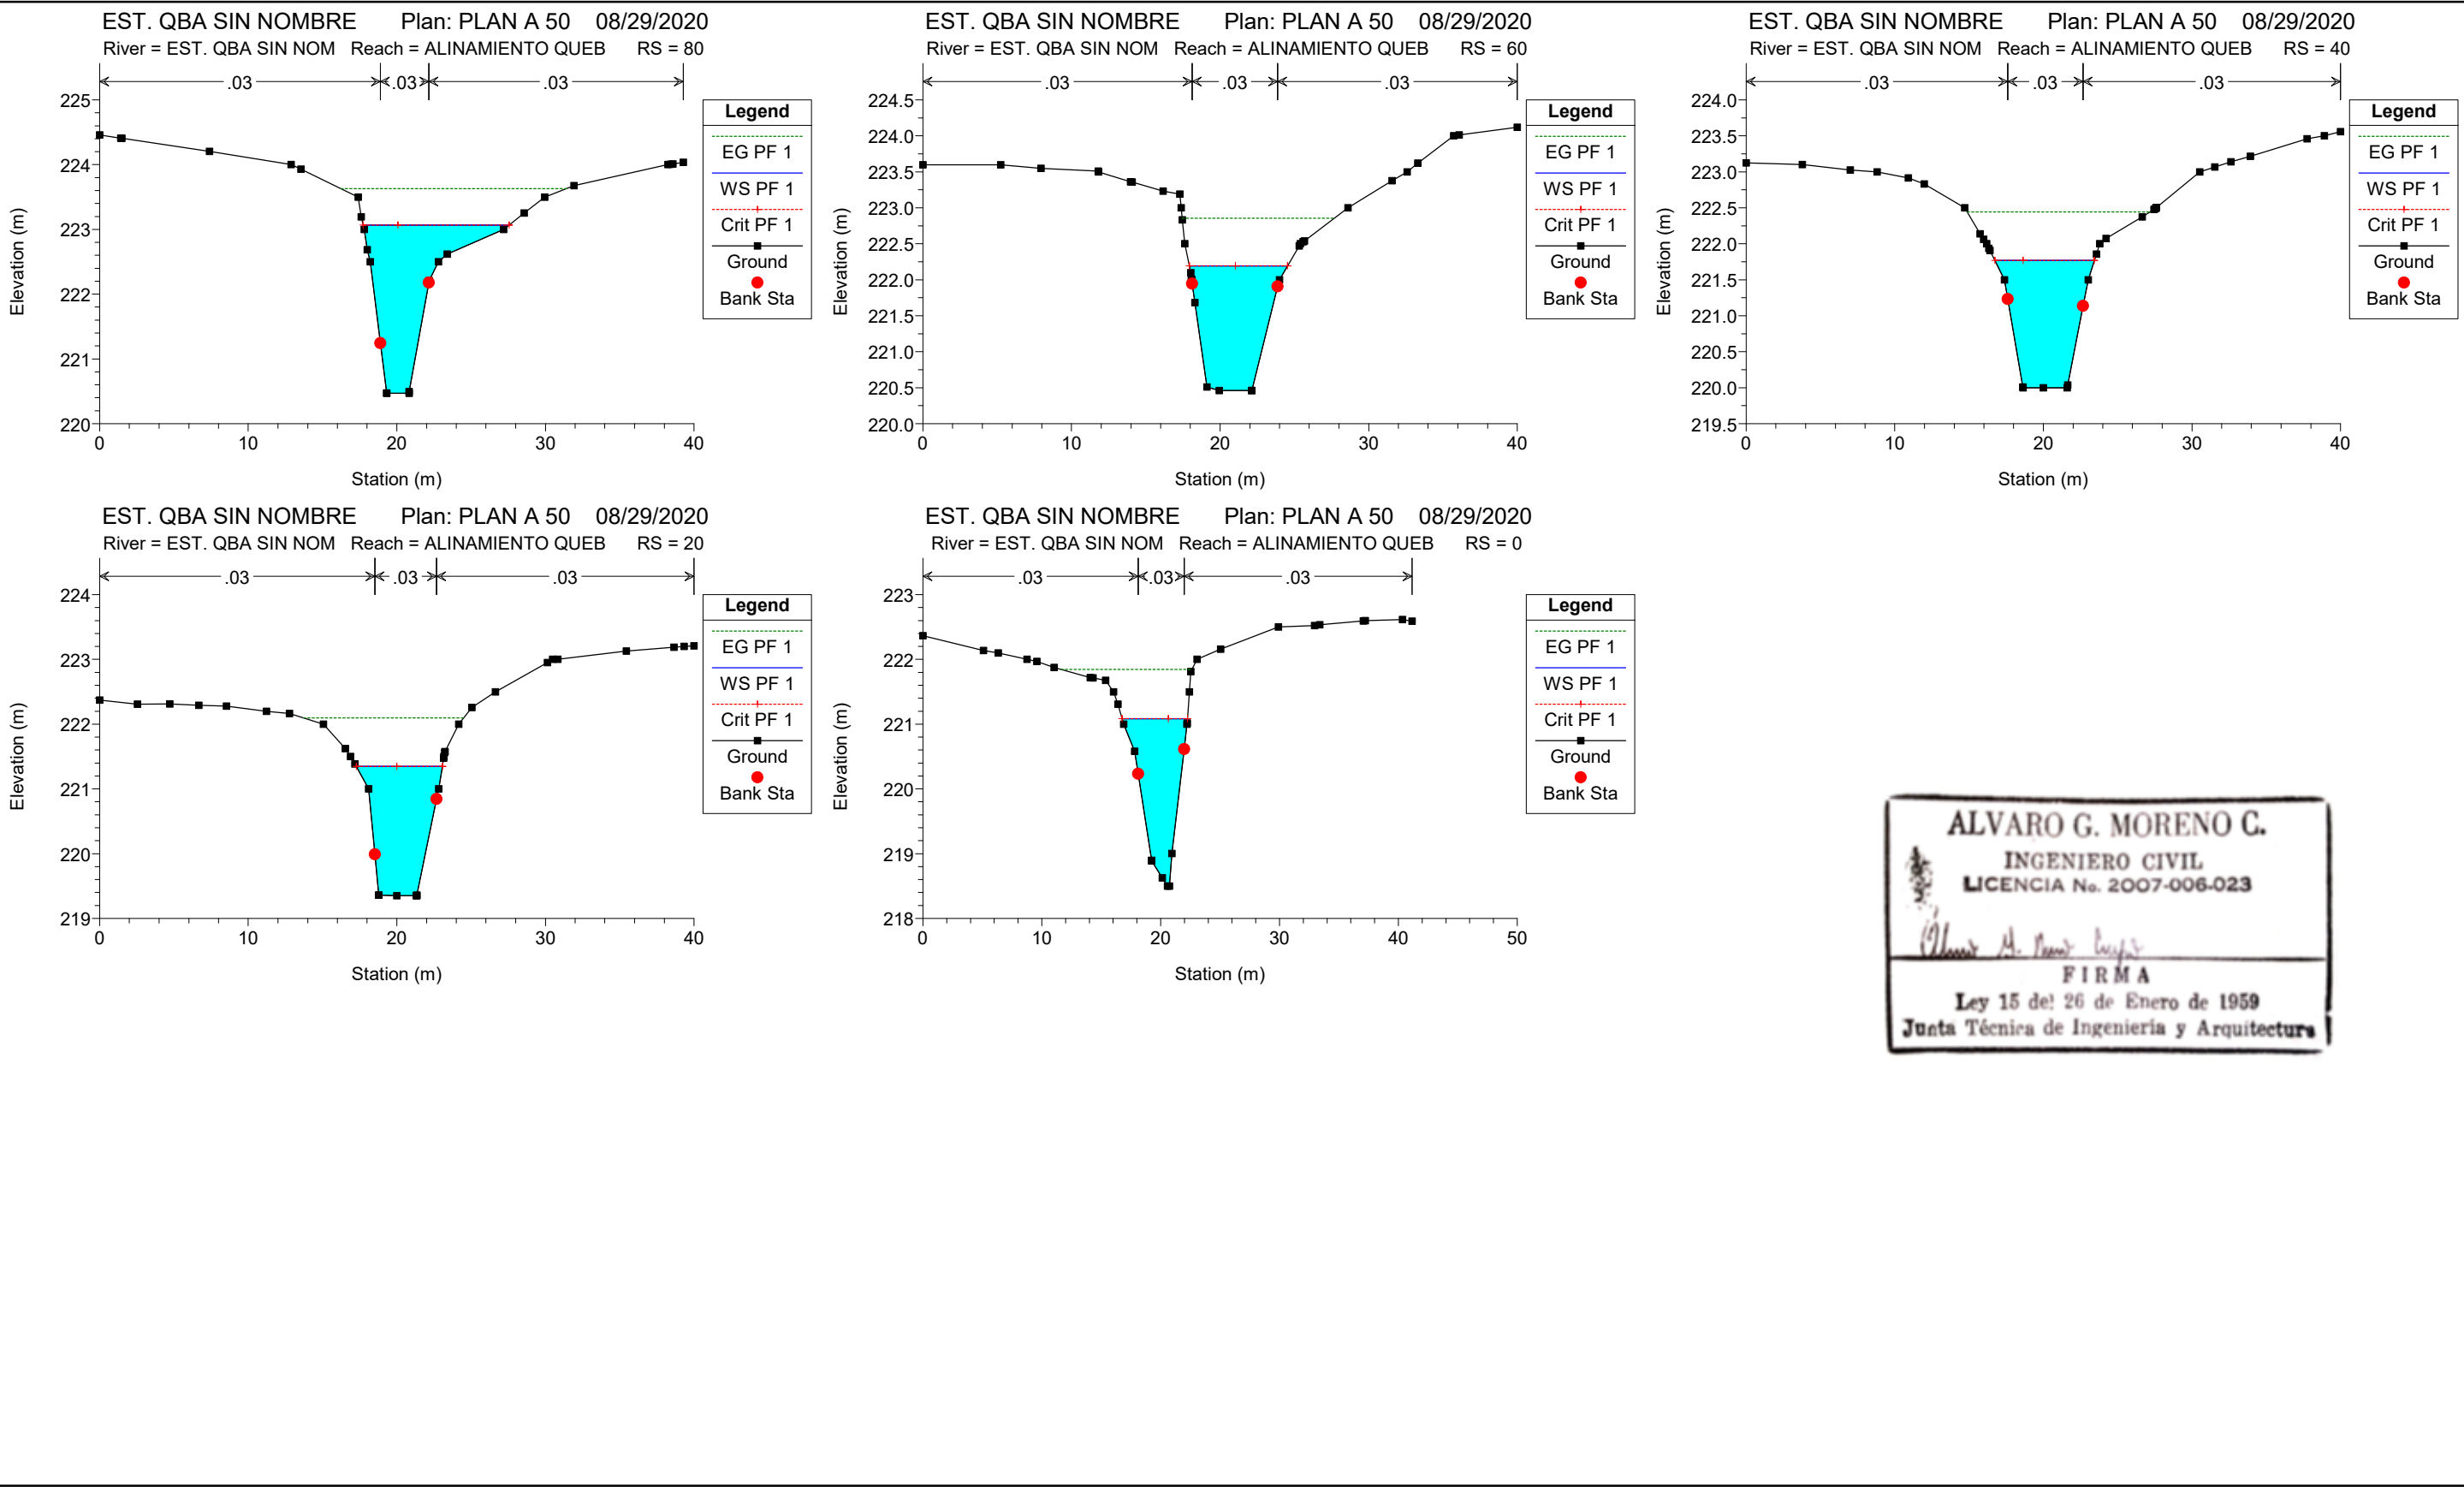 EST. QBA SIN NOMBRE Plan: PLAN A 50 08/29/2020
River = EST. QBA SIN NOM Reach = ALINAMIENTO QUEB RS = 80
.03 .03 .03
225
224
223
222
221
220
0 10 20 30 40
Elevation (m)
Station (m)
Legend
EG PF 1
WS PF 1
Crit PF 1
Ground
Bank Sta
EST. QBA SIN NOMBRE Plan: PLAN A 50 08/29/2020
River = EST. QBA SIN NOM Reach = ALINAMIENTO QUEB RS = 60
.03 .03 .03
224.5
224.0
223.5
223.0
222.5
222.0
221.5
221.0
220.5
220.0
0 10 20 30 40
Elevation (m)
Station (m)
Legend
EG PF 1
WS PF 1
Crit PF 1
Ground
Bank Sta
EST. QBA SIN NOMBRE Plan: PLAN A 50 08/29/2020
River = EST. QBA SIN NOM Reach = ALINAMIENTO QUEB RS = 40
.03 .03 .03
224.0
223.5
223.0
222.5
222.0
221.5
221.0
220.5
220.0
219.5
0 10 20 30 40
Elevation (m)
Station (m)
Legend
EG PF 1
WS PF 1
Crit PF 1
Ground
Bank Sta
EST. QBA SIN NOMBRE Plan: PLAN A 50 08/29/2020
River = EST. QBA SIN NOM Reach = ALINAMIENTO QUEB RS = 20
.03 .03 .03
224
223
222
221
220
219
0 10 20 30 40
Elevation (m)
Station (m)
Legend
EG PF 1
WS PF 1
Crit PF 1
Ground
Bank Sta
EST. QBA SIN NOMBRE Plan: PLAN A 50 08/29/2020
River = EST. QBA SIN NOM Reach = ALINAMIENTO QUEB RS = 0
.03 .03 .03
223
222
221
220
219
218
0 10 20 30 40 50
Elevation (m)
Station (m)
Legend
EG PF 1
WS PF 1
Crit PF 1
Ground
Bank Sta
ALVARO G. MORENO C.
INGENIERO CIVIL
LICENCIA No. 2007-006-023
FIRMA
Ley 15 del 26 de Enero de 1959
Junta Técnica de Ingeniería y Arquitectura